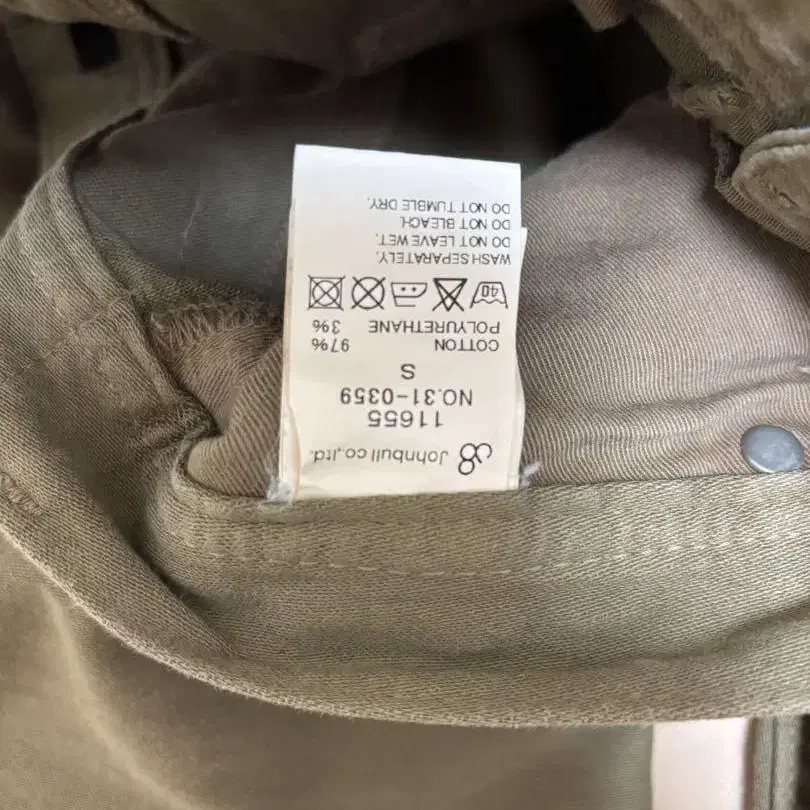 Johnbull co.,ltd.
11655
NO.31-0359
S
COTTON 97%
POLYURETHANE 3%
40
WASH SEPARATELY.
DO NOT LEAVE WET.
DO NOT BLEACH.
DO NOT TUMBLE DRY.